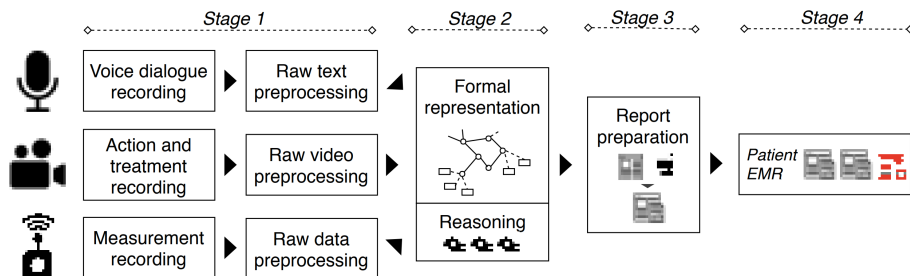 Stage 1
Stage 2
Stage 3
Stage 4
Voice dialogue
recording
Raw text
preprocessing
Action and
treatment
recording
Raw video
preprocessing
Measurement
recording
Raw data
preprocessing
Formal
representation
Reasoning
Report
preparation
Patient
EMR